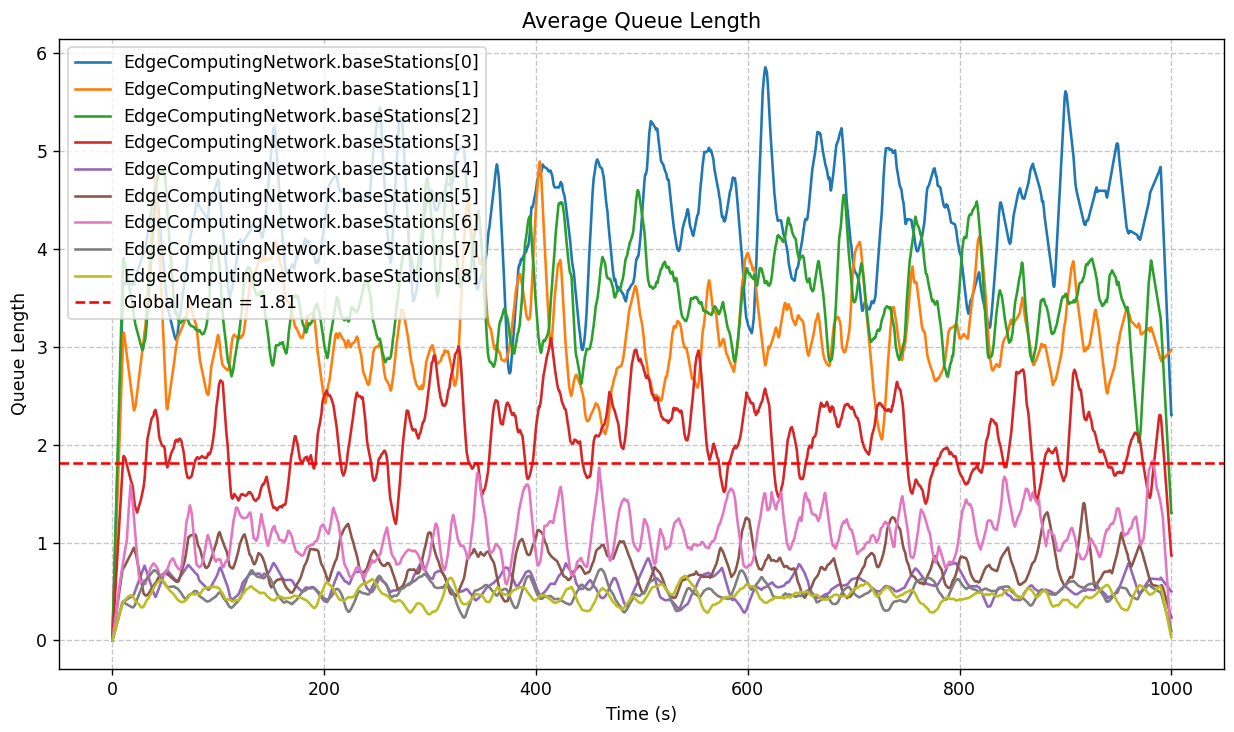 Average Queue Length
6
5
4
3
2
1
0
Queue Length
EdgeComputingNetwork.baseStations[0]
EdgeComputingNetwork.baseStations[1]
EdgeComputingNetwork.baseStations[2]
EdgeComputingNetwork.baseStations[3]
EdgeComputingNetwork.baseStations[4]
EdgeComputingNetwork.baseStations[5]
EdgeComputingNetwork.baseStations[6]
EdgeComputingNetwork.baseStations[7]
EdgeComputingNetwork.baseStations[8]
Global Mean = 1.81
0 200 400 600 800 1000
Time (s)